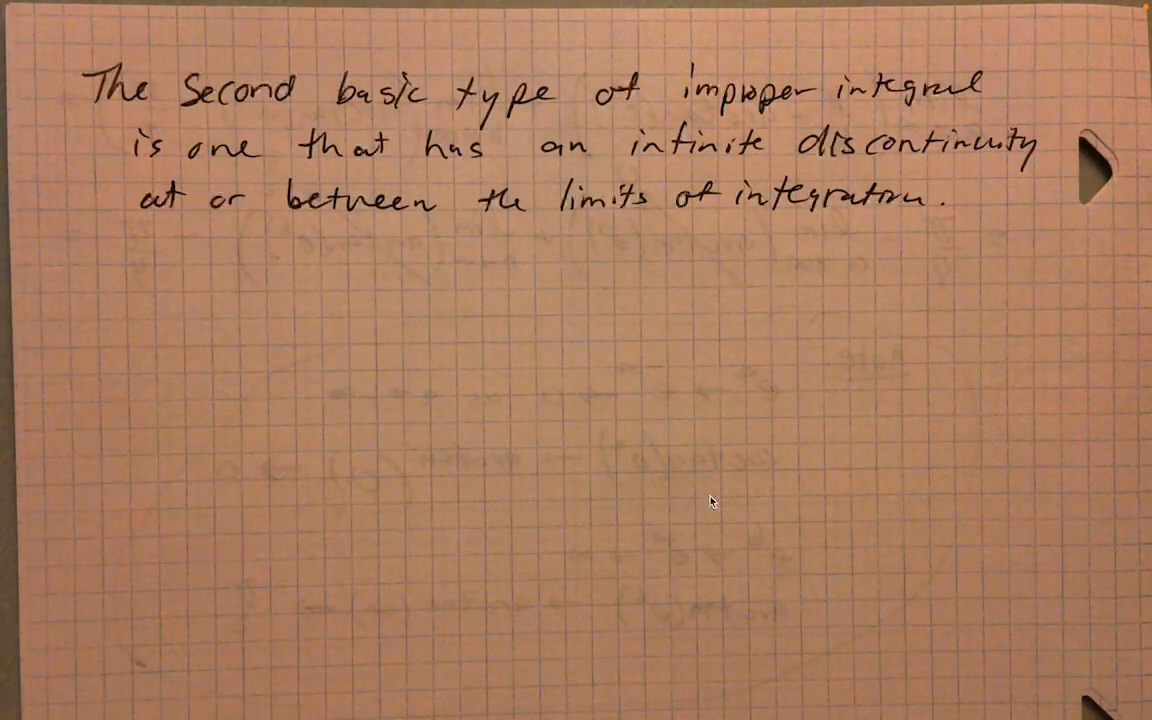 The Second basic type of improper integral
is one that has an infinite discontinuity
at or between the limits of integration.